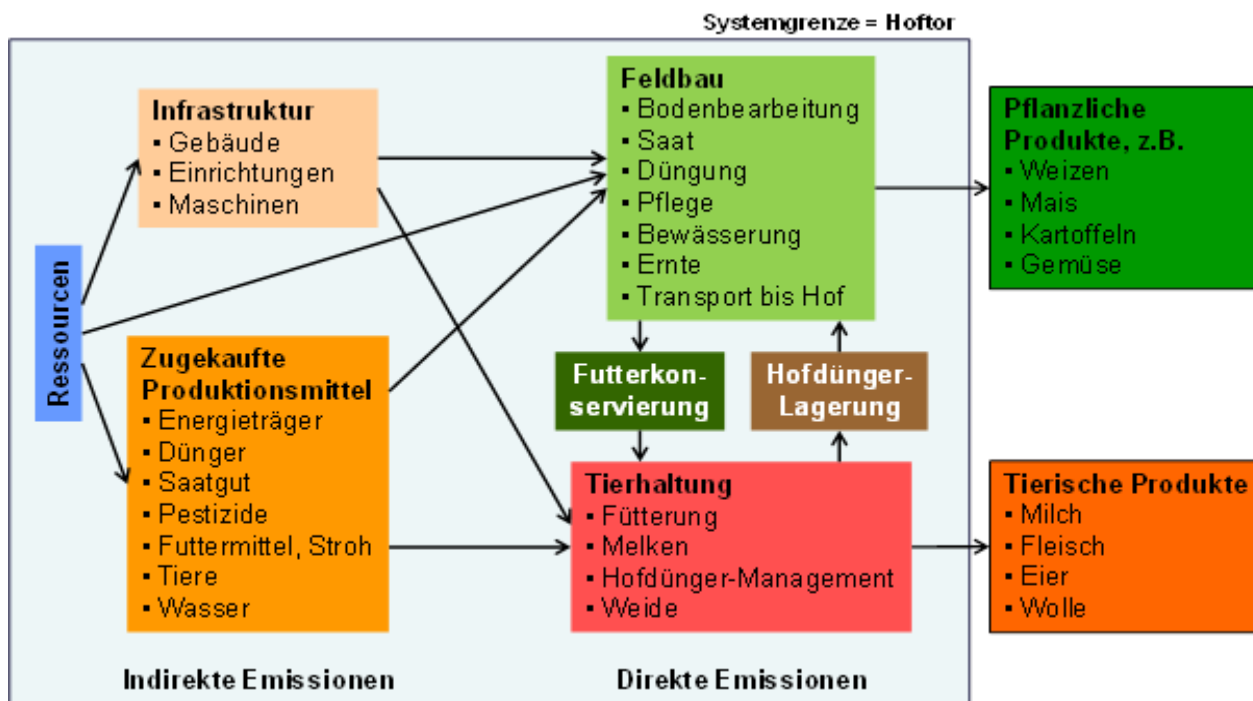 Systemgrenze = Hoftor
Infrastruktur
▪ Gebäude
▪ Einrichtungen
▪ Maschinen
Ressourcen
Zugekaufte
Produktionsmittel
▪ Energieträger
▪ Dünger
▪ Saatgut
▪ Pestizide
▪ Futtermittel, Stroh
▪ Tiere
▪ Wasser
Indirekte Emissionen
Feldbau
▪ Bodenbearbeitung
▪ Saat
▪ Düngung
▪ Pflege
▪ Bewässerung
▪ Ernte
▪ Transport bis Hof
Futterkon-
servierung
Hofdünger-
Lagerung
Tierhaltung
▪ Fütterung
▪ Melken
▪ Hofdünger-Management
▪ Weide
Direkte Emissionen
Pflanzliche
Produkte, z.B.
▪ Weizen
▪ Mais
▪ Kartoffeln
▪ Gemüse
Tierische Produkte
▪ Milch
▪ Fleisch
▪ Eier
▪ Wolle